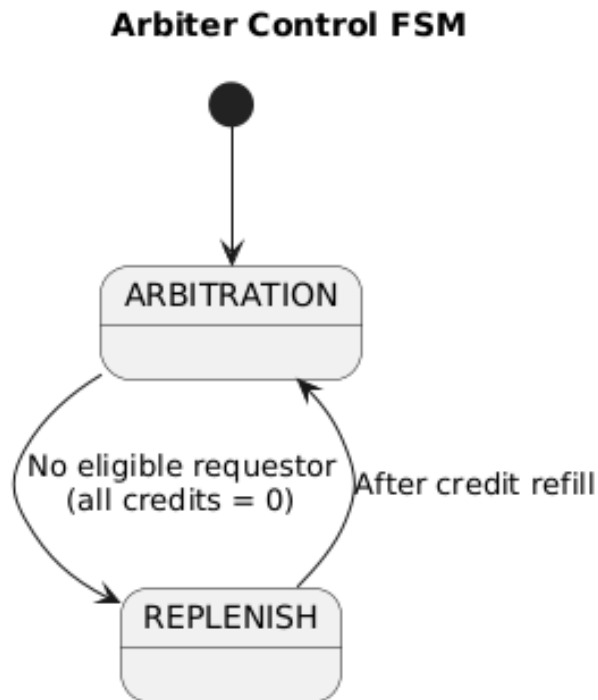 Arbiter Control FSM
ARBITRATION
No eligible requestor
(all credits = 0)
After credit refill
REPLENISH